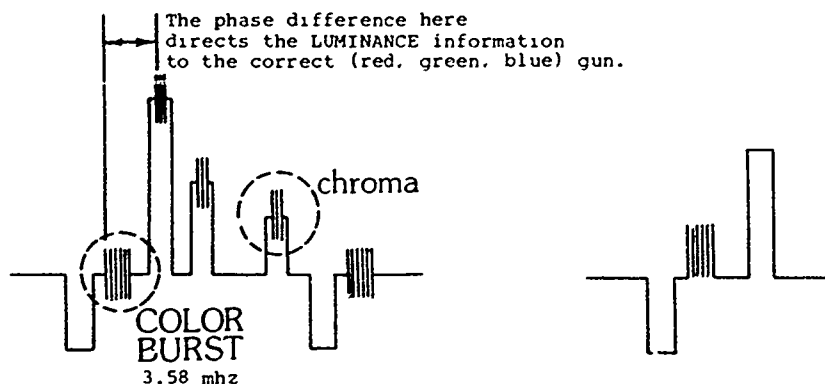 The phase difference here
directs the LUMINANCE information
to the correct (red, green, blue) gun.
chroma
COLOR
BURST
3.58 mhz